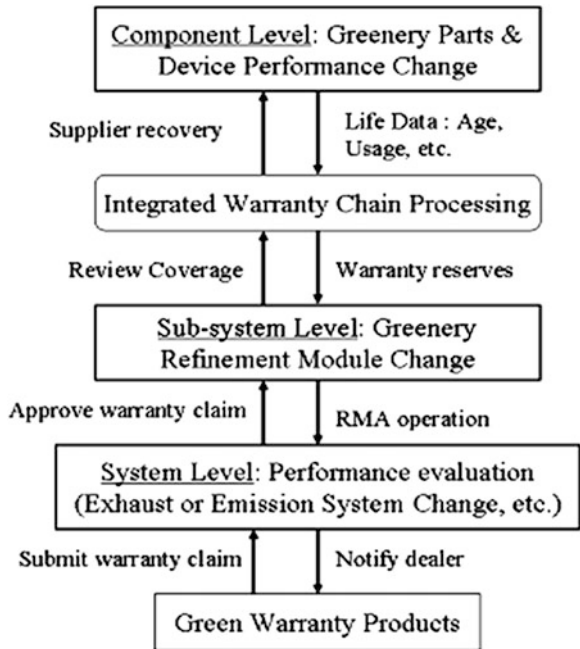 Component Level: Greenery Parts &
Device Performance Change
Supplier recovery
Life Data : Age,
Usage, etc.
Integrated Warranty Chain Processing
Review Coverage
Warranty reserves
Sub-system Level: Greenery
Refinement Module Change
Approve warranty claim
RMA operation
System Level: Performance evaluation
(Exhaust or Emission System Change, etc.)
Submit warranty claim
Notify dealer
Green Warranty Products